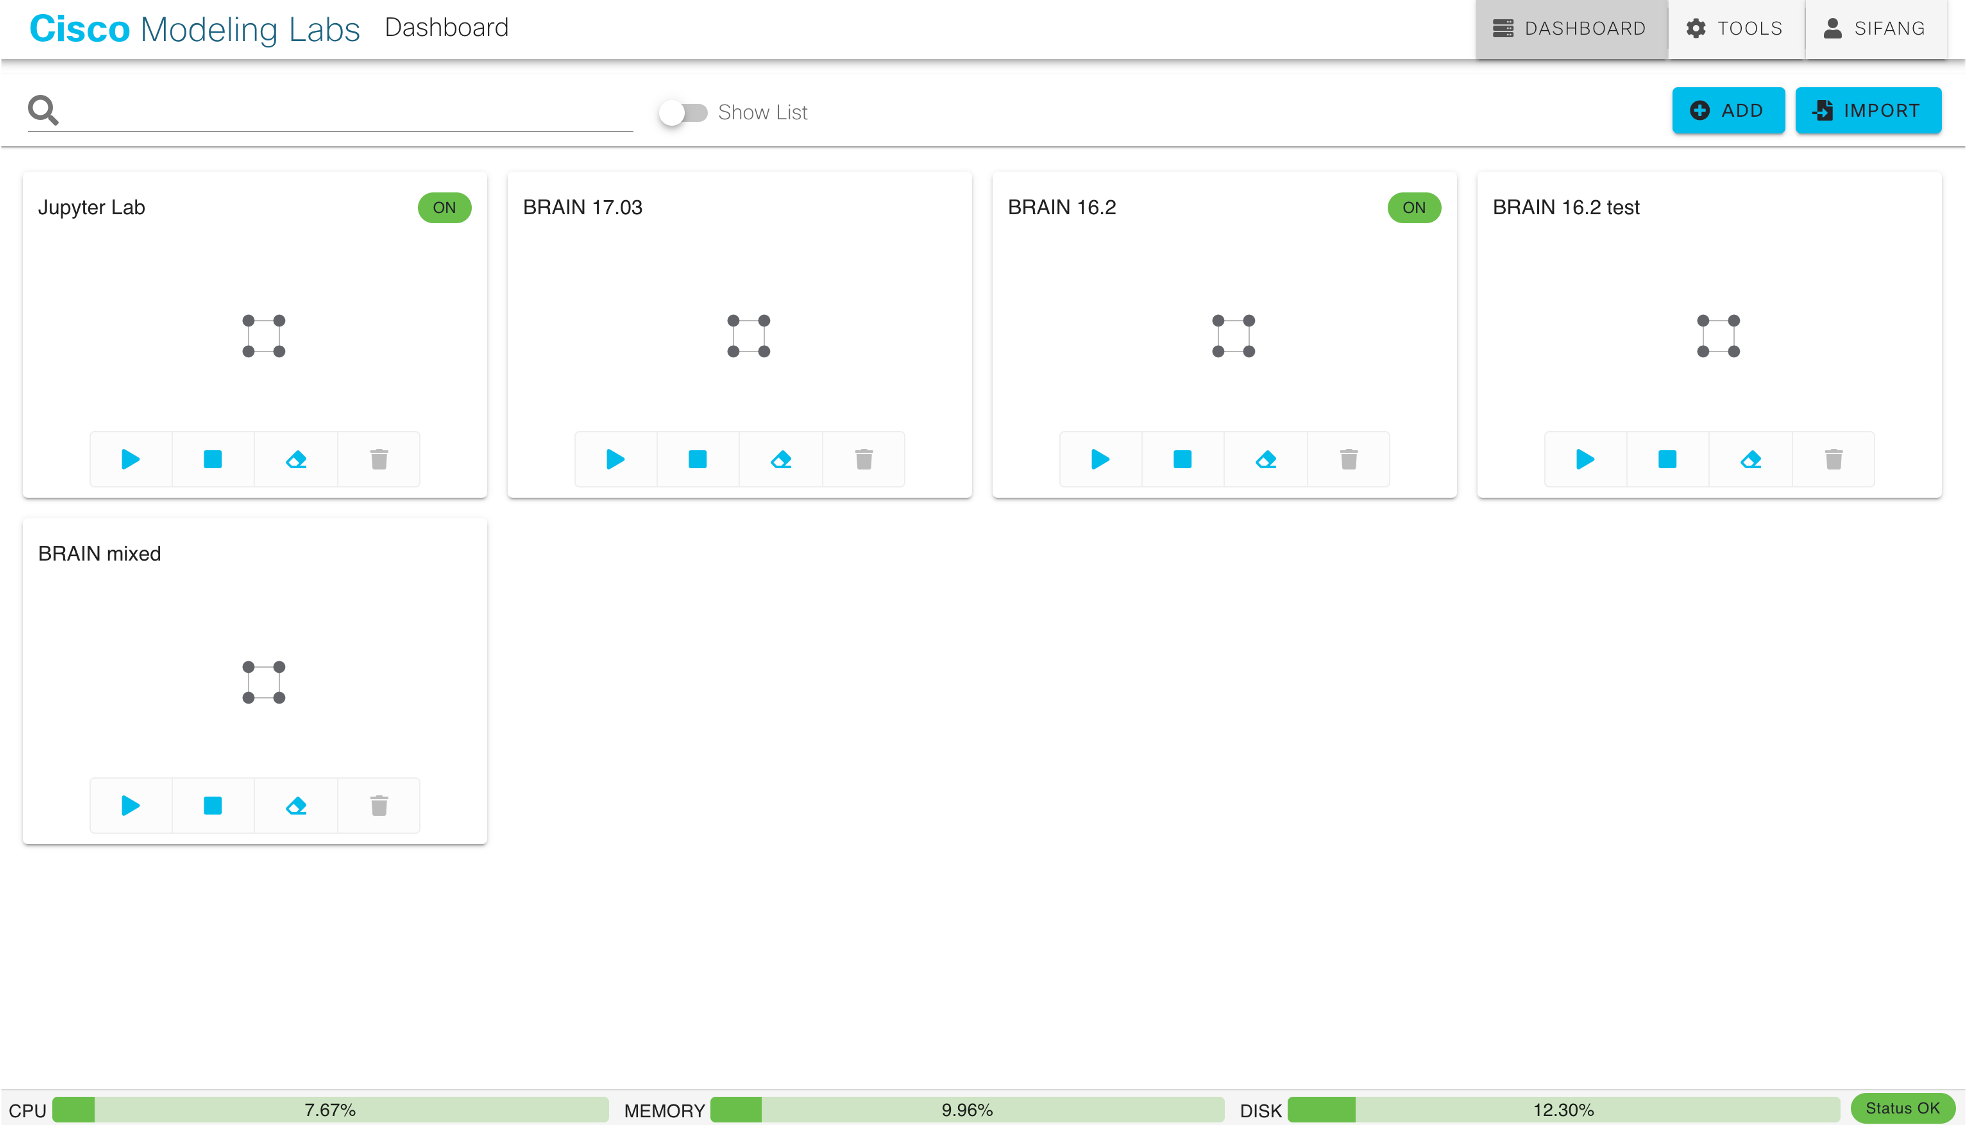 Cisco Modeling Labs Dashboard DASHBOARD TOOLS SIFANG
Show List ADD IMPORT
Jupyter Lab ON
BRAIN 17.03
BRAIN 16.2 ON
BRAIN 16.2 test
BRAIN mixed
CPU 7.67% MEMORY 9.96% DISK 12.30% Status OK